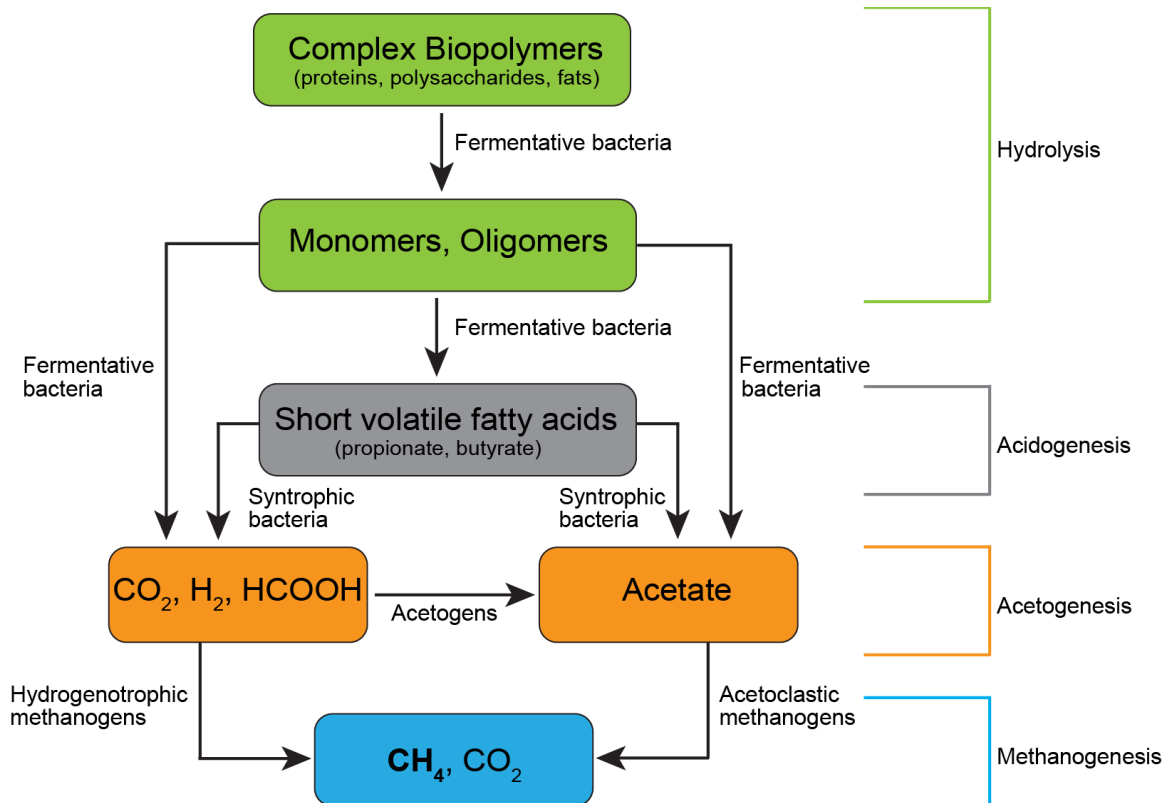 Complex Biopolymers
(proteins, polysaccharides, fats)
Fermentative bacteria
Hydrolysis
Monomers, Oligomers
Fermentative bacteria
Fermentative
bacteria
Fermentative
bacteria
Short volatile fatty acids
(propionate, butyrate)
Acidogenesis
Syntrophic
bacteria
Syntrophic
bacteria
CO₂, H₂, HCOOH
Acetogens
Acetate
Acetogenesis
Hydrogenotrophic
methanogens
Acetoclastic
methanogens
CH₄, CO₂
Methanogenesis